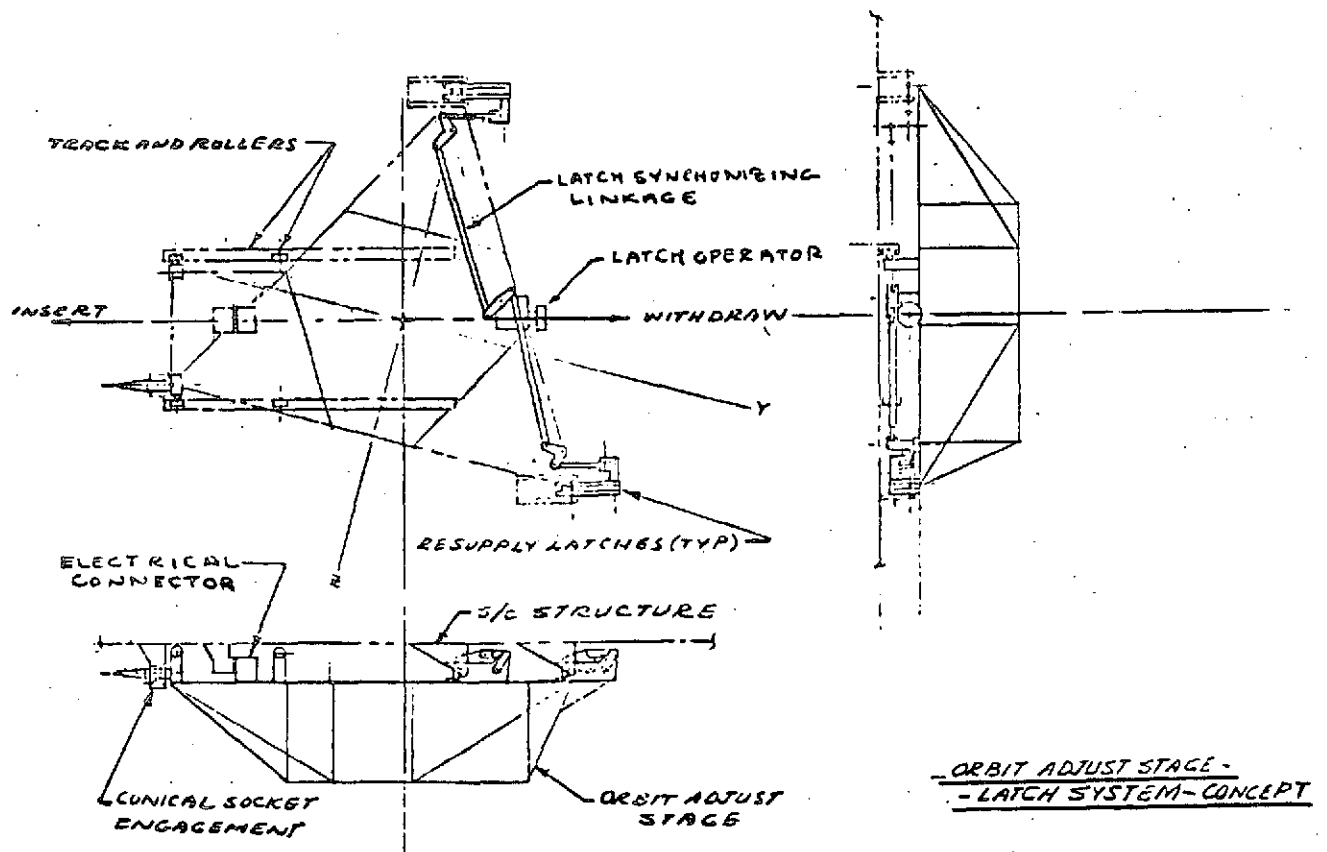 TRACK AND ROLLERS
LATCH SYNCHONIZING
LINKAGE
LATCH OPERATOR
INSERT
WITHDRAW
Y
RESUPPLY LATCHES (TYP)
Z
ELECTRICAL
CONNECTOR
S/C STRUCTURE
CONICAL SOCKET
ENGAGEMENT
ORBIT ADJUST
STAGE
ORBIT ADJUST STAGE -
- LATCH SYSTEM - CONCEPT